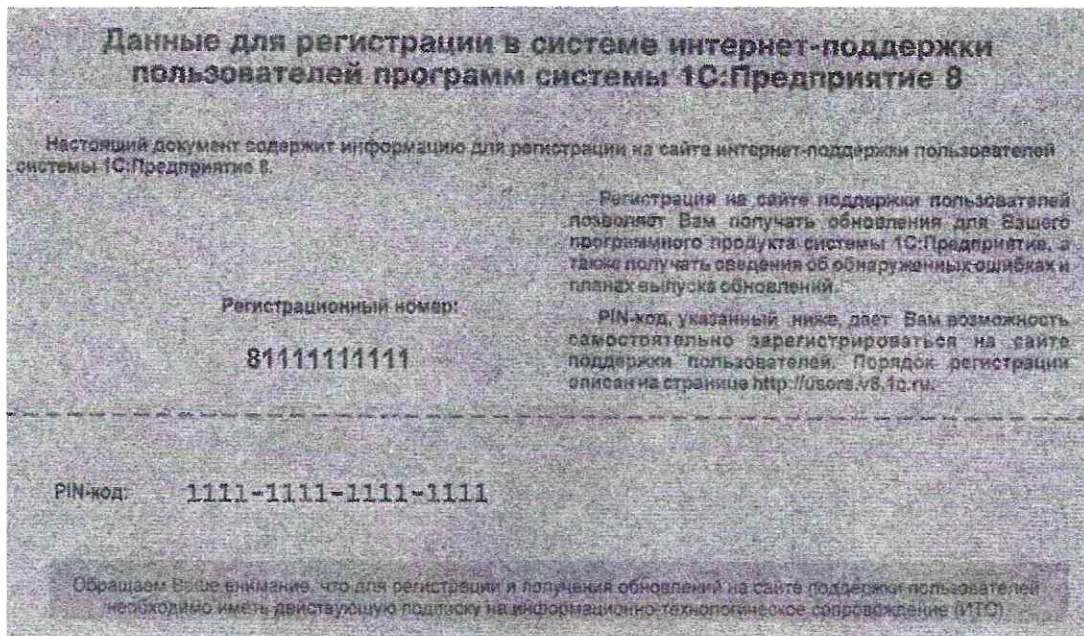 Данные для регистрации в системе интернет-поддержки
пользователей программ системы 1С:Предприятие 8
Настоящий документ содержит информацию для регистрации на сайте интернет-поддержки пользователей
системы 1С:Предприятие 8.
Регистрация на сайте поддержки пользователей
позволяет Вам получать обновления для Вашего
программного продукта системы 1С:Предприятие, а
также получать сведения об обнаруженных ошибках и
планах выпуска обновлений.
Регистрационный номер:
81111111111
PIN-код, указанный ниже, дает Вам возможность
самостоятельно зарегистрироваться на сайте
поддержки пользователей. Порядок регистрации
описан на странице http://users.v8.1c.ru.
PIN-код: 1111-1111-1111-1111
Обращаем Ваше внимание, что для регистрации и получения обновлений на сайте поддержки пользователей
необходимо иметь действующую подписку на информационно-технологическое сопровождение (ИТС)